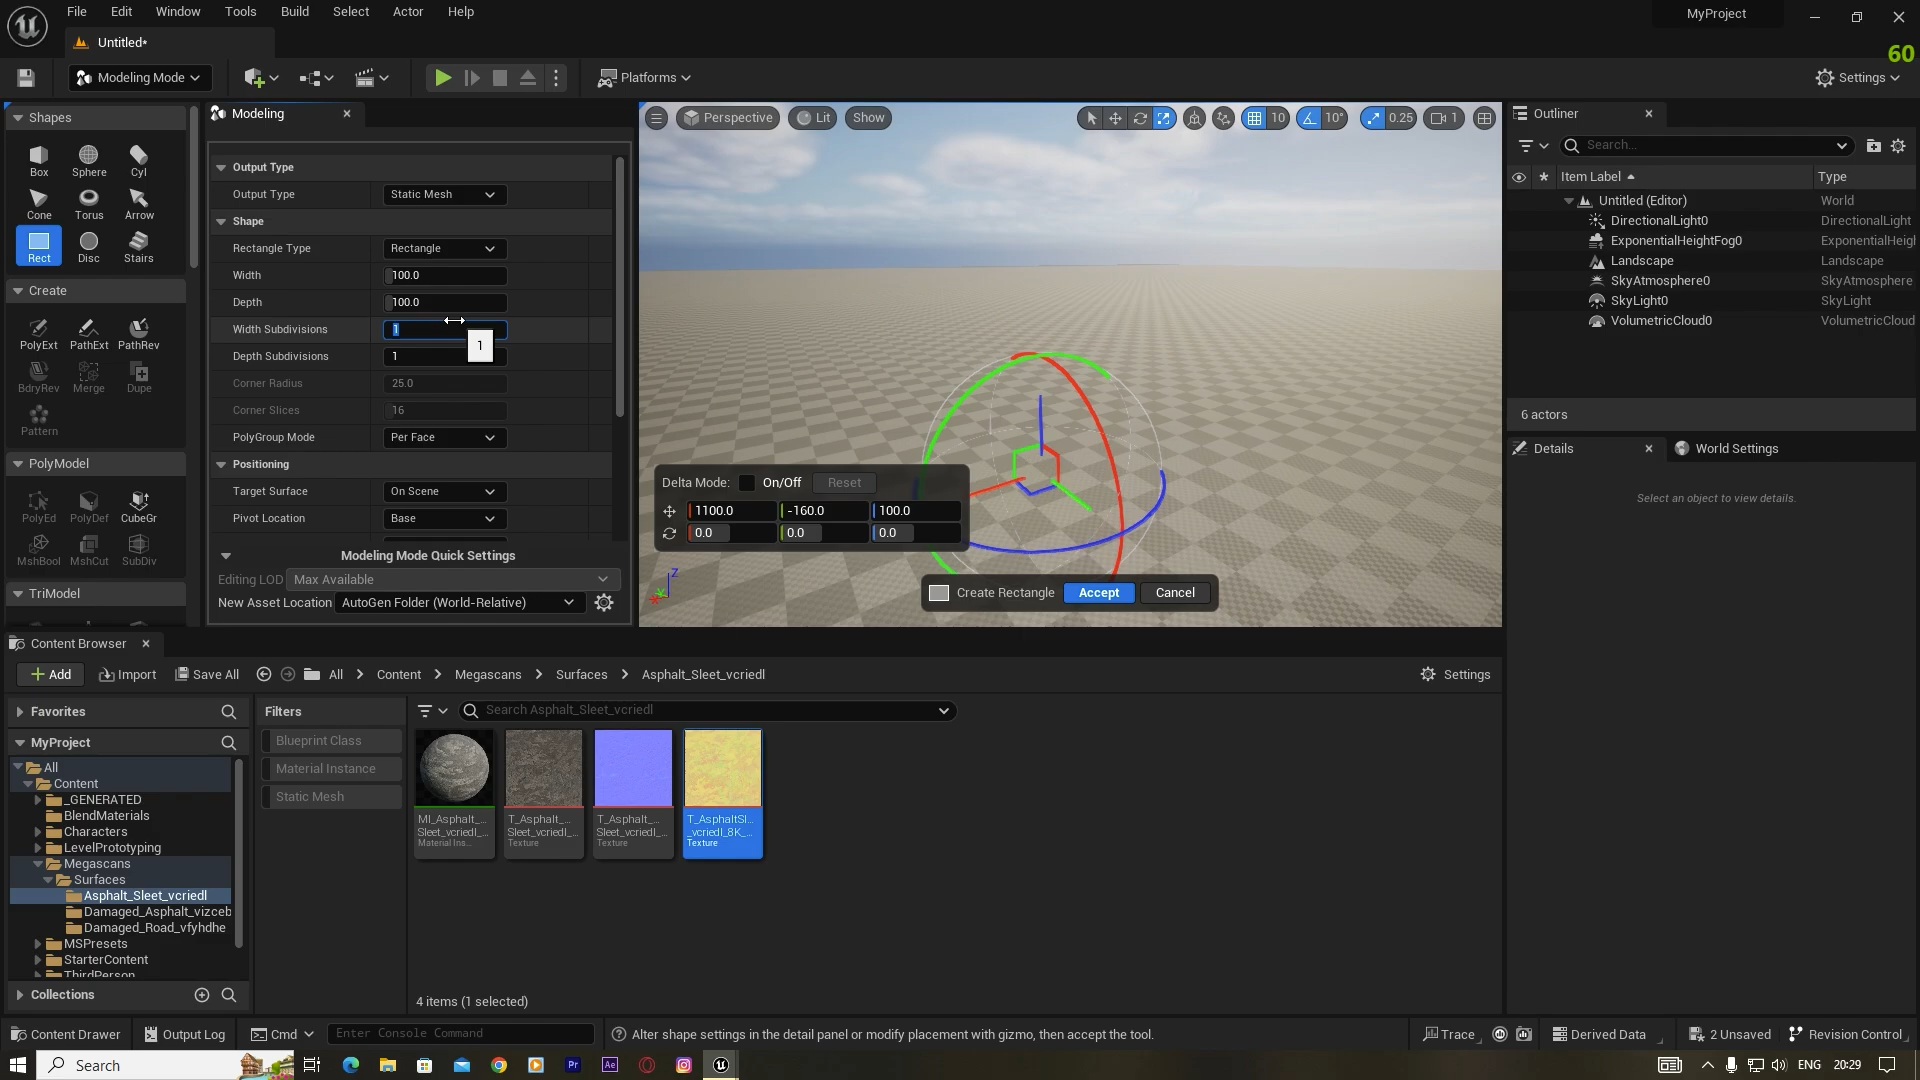 File Edit Window Tools Build Select Actor Help
MyProject
Untitled*
60
Modeling Mode
Platforms
Settings
Shapes
Box Sphere Cyl
Cone Torus Arrow
Rect Disc Stairs
Create
PolyExt PathExt PathRev
BdryRev Merge Dupe
Pattern
PolyModel
PolyEd PolyDef CubeGr
MshBool MshCut SubDiv
TriModel
Modeling
Output Type
Output Type Static Mesh
Shape
Rectangle Type Rectangle
Width 100.0
Depth 100.0
Width Subdivisions 1
1
Depth Subdivisions 1
Corner Radius 25.0
Corner Slices 16
PolyGroup Mode Per Face
Positioning
Target Surface On Scene
Pivot Location Base
Modeling Mode Quick Settings
Editing LOD Max Available
New Asset Location AutoGen Folder (World-Relative)
Perspective Lit Show
10 10° 0.25 1
Delta Mode: On/Off Reset
1100.0 -160.0 100.0
0.0 0.0 0.0
Z
Create Rectangle Accept Cancel
Outliner
Search...
Item Label Type
Untitled (Editor) World
DirectionalLight0 DirectionalLight
ExponentialHeightFog0 ExponentialHeigl
Landscape Landscape
SkyAtmosphere0 SkyAtmosphere
SkyLight0 SkyLight
VolumetricCloud0 VolumetricCloud
6 actors
Details World Settings
Select an object to view details.
Content Browser
Add Import Save All All Content Megascans Surfaces Asphalt_Sleet_vcriedl
Settings
Favorites
MyProject
All
Content
_GENERATED
BlendMaterials
Characters
LevelPrototyping
Megascans
Surfaces
Asphalt_Sleet_vcriedl
Damaged_Asphalt_vizceb
Damaged_Road_vfyhdhe
MSPresets
StarterContent
ThirdPerson
Collections
Filters
Blueprint Class
Material Instance
Static Mesh
Search Asphalt_Sleet_vcriedl
MI_Asphalt_...
Sleet_vcriedl_...
Material Ins...
T_Asphalt_...
Sleet_vcriedl_...
Texture
T_Asphalt_...
Sleet_vcriedl_...
Texture
T_AsphaltSl...
_vcriedl_8K_...
Texture
4 items (1 selected)
Content Drawer Output Log Cmd Enter Console Command Alter shape settings in the detail panel or modify placement with gizmo, then accept the tool. Trace Derived Data 2 Unsaved Revision Control
Search
Pr Ae
ENG 20:29